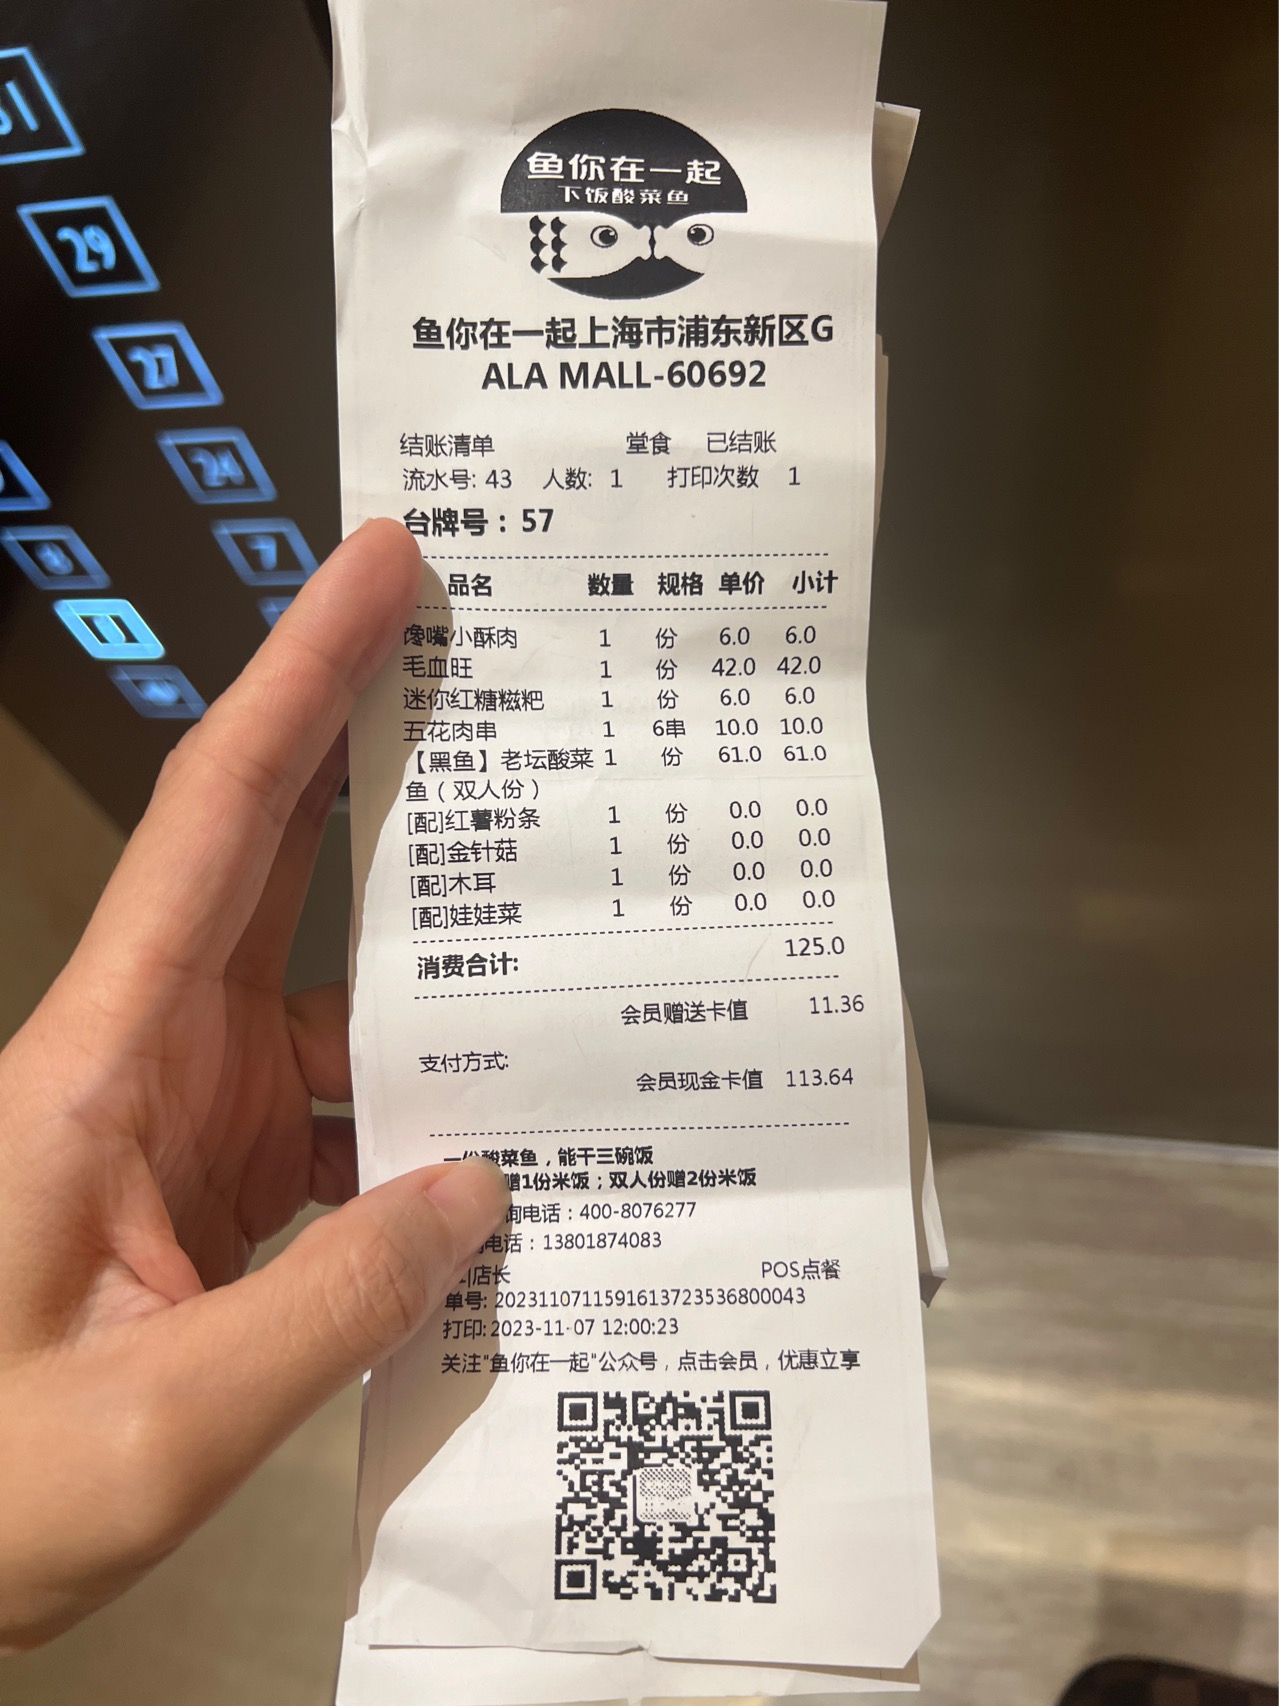 鱼你在一起
下饭酸菜鱼
鱼你在一起上海市浦东新区G
ALA MALL-60692
结账清单 堂食 已结账
流水号: 43 人数: 1 打印次数 1
台牌号：57
品名 数量 规格 单价 小计
馋嘴小酥肉 1 份 6.0 6.0
毛血旺 1 份 42.0 42.0
迷你红糖糍粑 1 份 6.0 6.0
五花肉串 1 6串 10.0 10.0
【黑鱼】老坛酸菜 1 份 61.0 61.0
鱼（双人份）
[配]红薯粉条 1 份 0.0 0.0
[配]金针菇 1 份 0.0 0.0
[配]木耳 1 份 0.0 0.0
[配]娃娃菜 1 份 0.0 0.0
消费合计: 125.0
会员赠送卡值 11.36
支付方式:
会员现金卡值 113.64
一份酸菜鱼，能干三碗饭
赠1份米饭；双人份赠2份米饭
询电话：400-8076277
电话：13801874083
店长 POS点餐
单号: 2023110711591613723536800043
打印: 2023-11-07 12:00:23
关注"鱼你在一起"公众号，点击会员，优惠立享
29
27
24
7
8